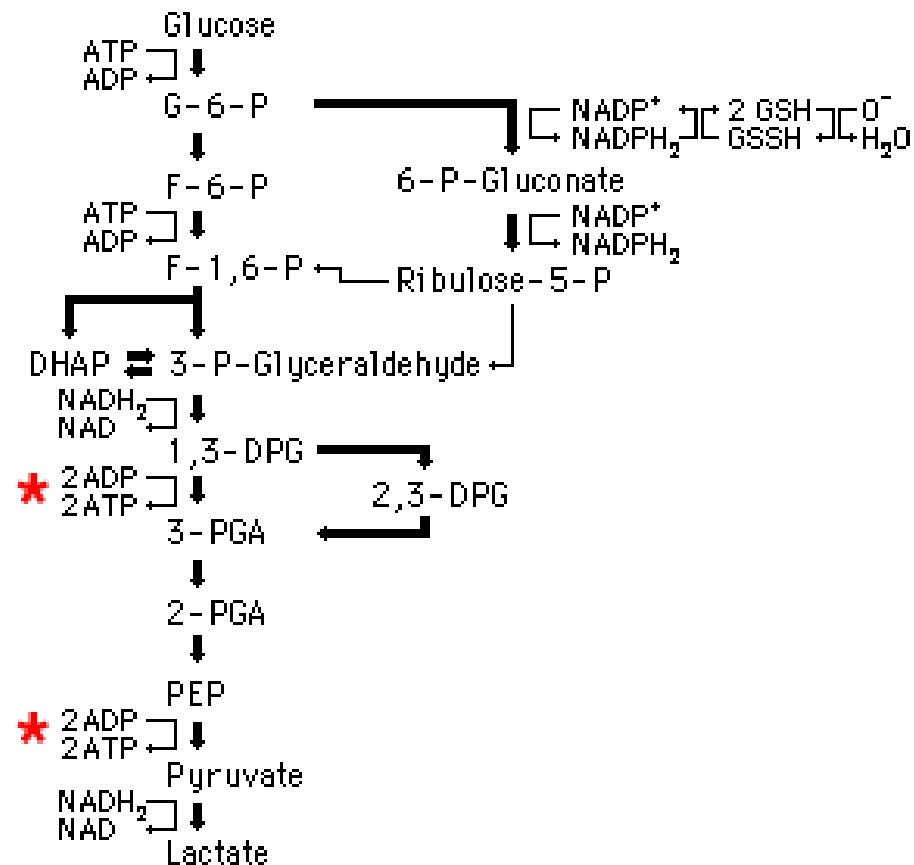 Glucose
ATP
ADP
G-6-P
NADP⁺ 2 GSH O⁻
NADPH₂ GSSH H₂O
F-6-P
6-P-Gluconate
ATP
ADP
NADP⁺
NADPH₂
F-1,6-P
Ribulose-5-P
DHAP 3-P-Glyceraldehyde
NADH₂
NAD
1,3-DPG
* 2ADP
2ATP
2,3-DPG
3-PGA
2-PGA
PEP
* 2ADP
2ATP
Pyruvate
NADH₂
NAD
Lactate